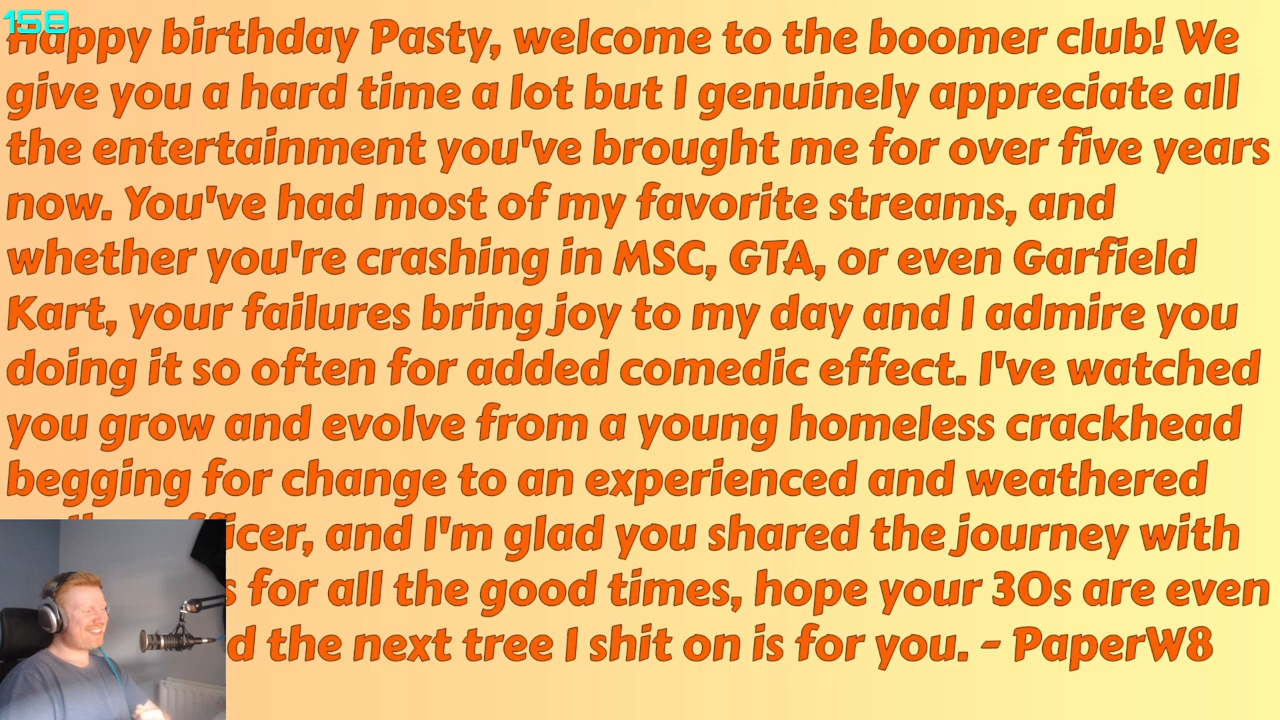 158
Happy birthday Pasty, welcome to the boomer club! We
give you a hard time a lot but I genuinely appreciate all
the entertainment you've brought me for over five years
now. You've had most of my favorite streams, and
whether you're crashing in MSC, GTA, or even Garfield
Kart, your failures bring joy to my day and I admire you
doing it so often for added comedic effect. I've watched
you grow and evolve from a young homeless crackhead
begging for change to an experienced and weathered
and I'm glad you shared the journey with
for all the good times, hope your 30s are even
the next tree I shit on is for you. - PaperW8